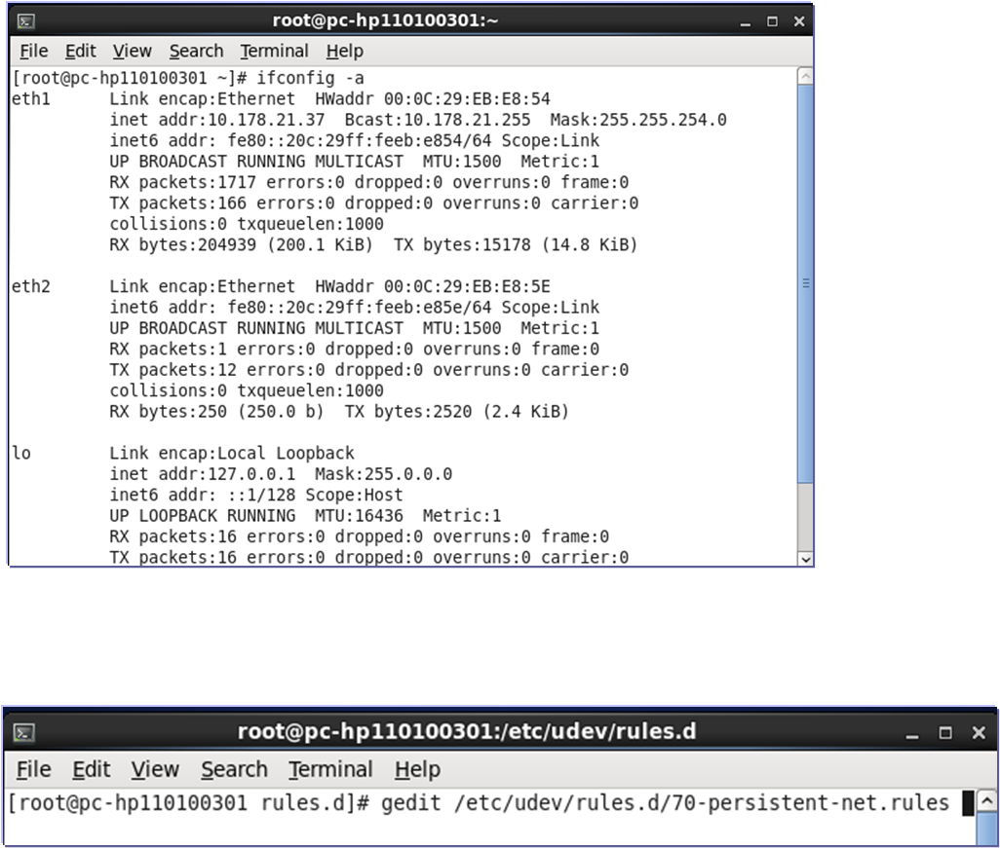 root@pc-hp110100301:~
File Edit View Search Terminal Help
[root@pc-hp110100301 ~]# ifconfig -a
eth1      Link encap:Ethernet  HWaddr 00:0C:29:EB:E8:54
          inet addr:10.178.21.37  Bcast:10.178.21.255  Mask:255.255.254.0
          inet6 addr: fe80::20c:29ff:feeb:e854/64 Scope:Link
          UP BROADCAST RUNNING MULTICAST  MTU:1500  Metric:1
          RX packets:1717 errors:0 dropped:0 overruns:0 frame:0
          TX packets:166 errors:0 dropped:0 overruns:0 carrier:0
          collisions:0 txqueuelen:1000
          RX bytes:204939 (200.1 KiB)  TX bytes:15178 (14.8 KiB)
eth2      Link encap:Ethernet  HWaddr 00:0C:29:EB:E8:5E
          inet6 addr: fe80::20c:29ff:feeb:e85e/64 Scope:Link
          UP BROADCAST RUNNING MULTICAST  MTU:1500  Metric:1
          RX packets:1 errors:0 dropped:0 overruns:0 frame:0
          TX packets:12 errors:0 dropped:0 overruns:0 carrier:0
          collisions:0 txqueuelen:1000
          RX bytes:250 (250.0 b)  TX bytes:2520 (2.4 KiB)
lo        Link encap:Local Loopback
          inet addr:127.0.0.1  Mask:255.0.0.0
          inet6 addr: ::1/128 Scope:Host
          UP LOOPBACK RUNNING  MTU:16436  Metric:1
          RX packets:16 errors:0 dropped:0 overruns:0 frame:0
          TX packets:16 errors:0 dropped:0 overruns:0 carrier:0
root@pc-hp110100301:/etc/udev/rules.d
File Edit View Search Terminal Help
[root@pc-hp110100301 rules.d]# gedit /etc/udev/rules.d/70-persistent-net.rules